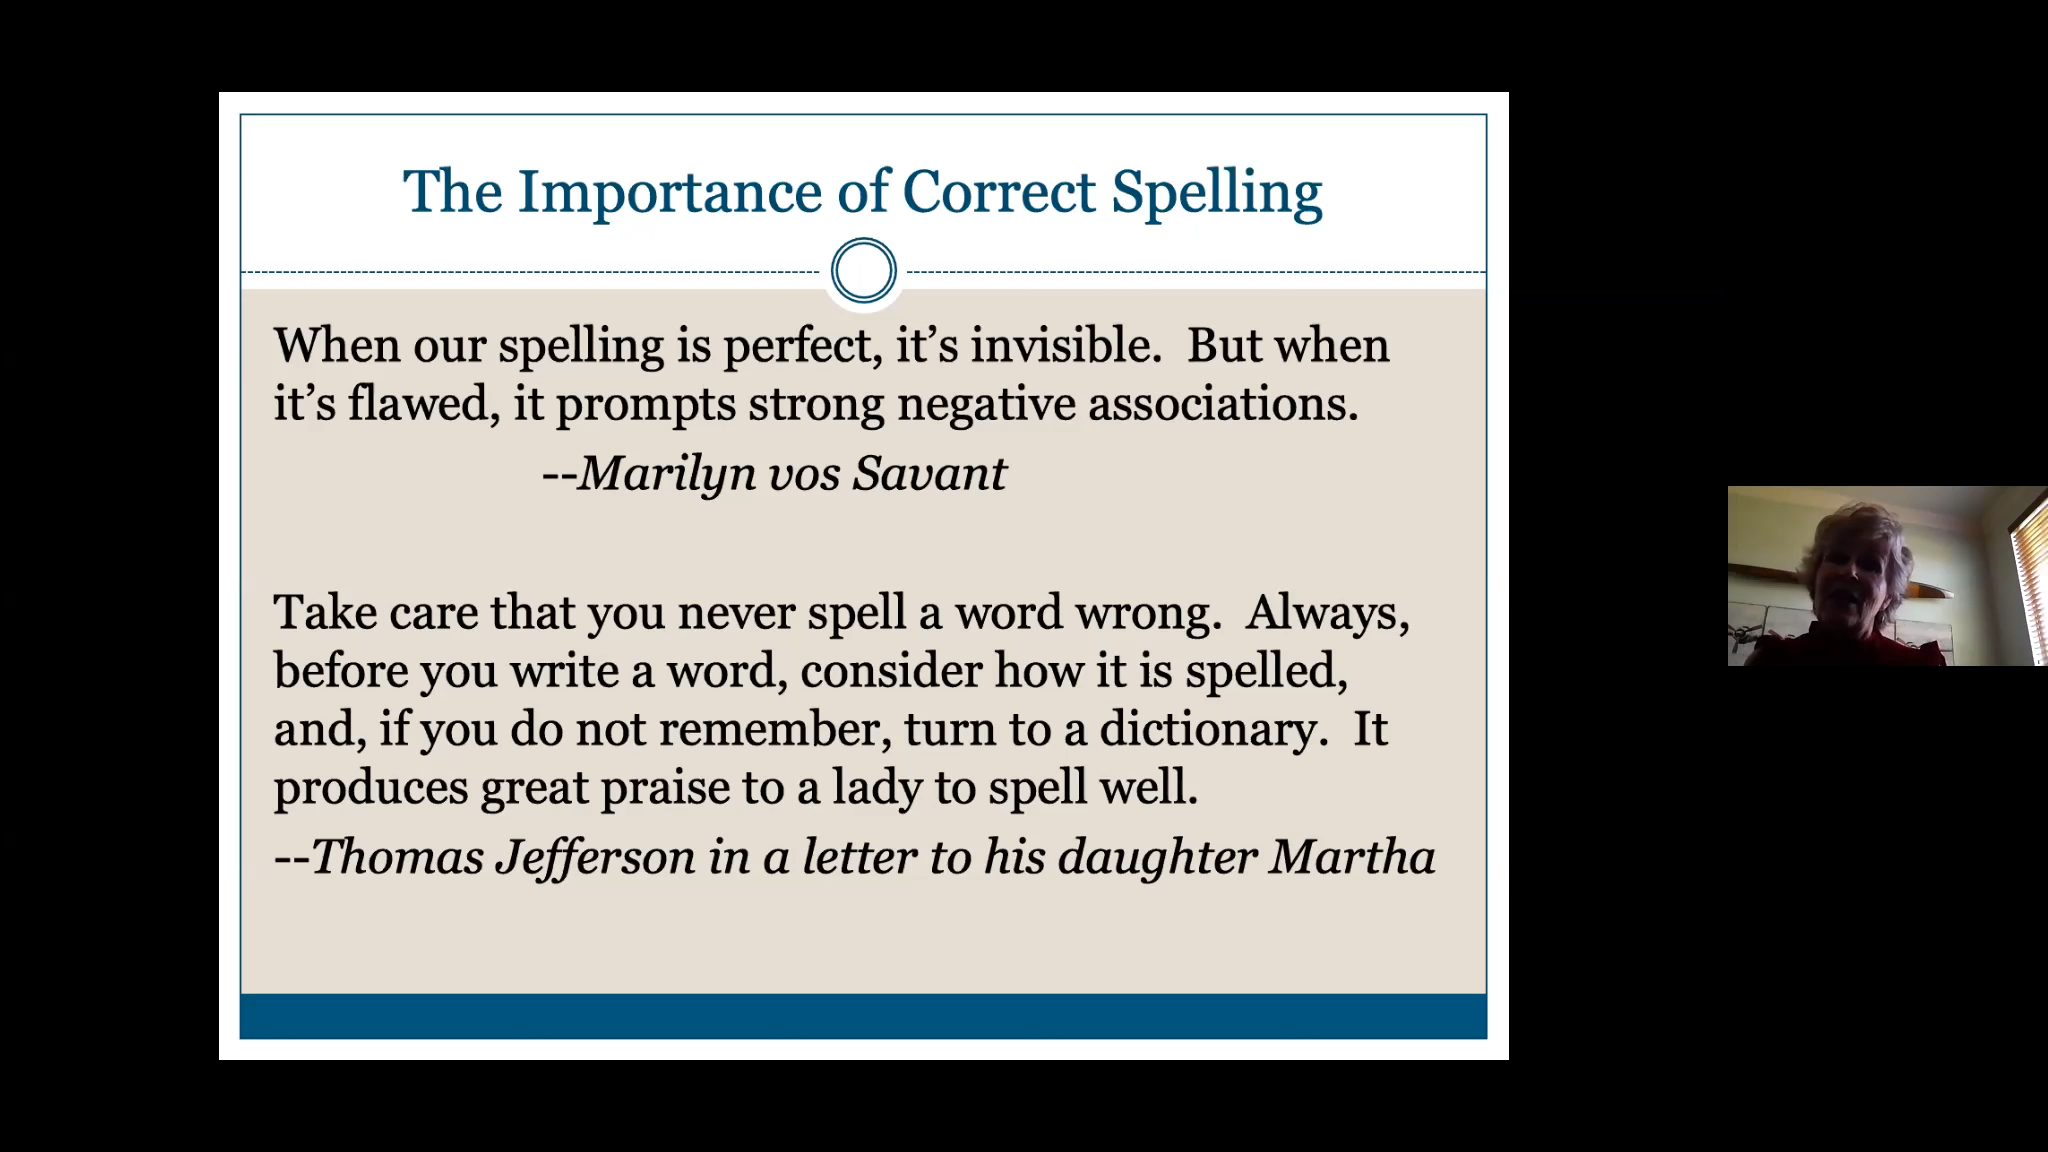 The Importance of Correct Spelling
When our spelling is perfect, it’s invisible.  But when
it’s flawed, it prompts strong negative associations.
--Marilyn vos Savant
Take care that you never spell a word wrong.  Always,
before you write a word, consider how it is spelled,
and, if you do not remember, turn to a dictionary.  It
produces great praise to a lady to spell well.
--Thomas Jefferson in a letter to his daughter Martha